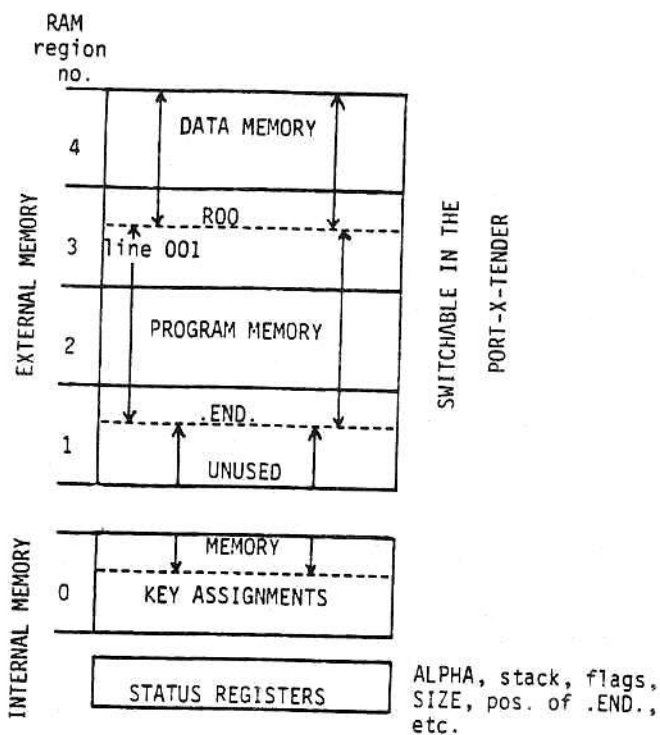 RAM
region
no.
DATA MEMORY
4
R00
3
line 001
PROGRAM MEMORY
2
.END.
1
UNUSED
EXTERNAL MEMORY
SWITCHABLE IN THE
PORT-X-TENDER
MEMORY
0
KEY ASSIGNMENTS
INTERNAL MEMORY
STATUS REGISTERS
ALPHA, stack, flags,
SIZE, pos. of .END.,
etc.